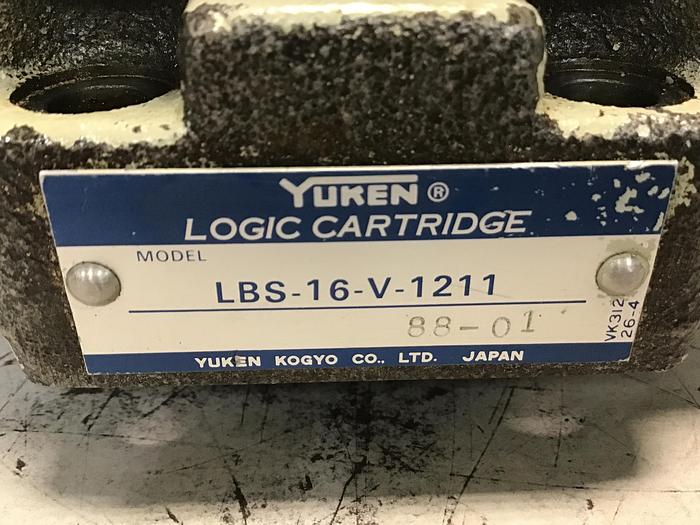 YUKEN ®
LOGIC CARTRIDGE
MODEL
LBS-16-V-1211
88-01
VK312
26-4
YUKEN KOGYO CO., LTD. JAPAN